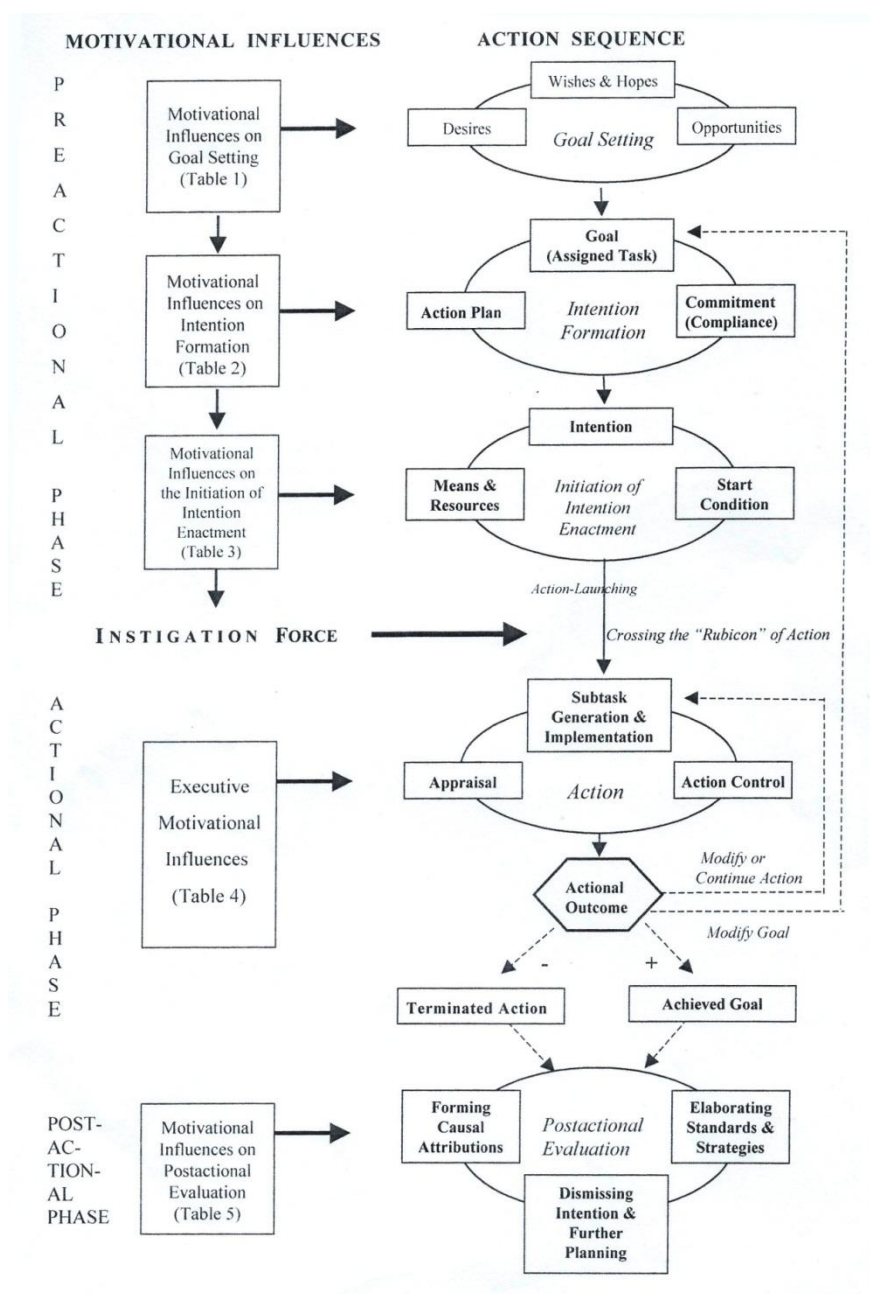 MOTIVATIONAL INFLUENCES
ACTION SEQUENCE
PREACTIONAL PHASE
Motivational
Influences on
Goal Setting
(Table 1)
Wishes & Hopes
Desires
Opportunities
Goal Setting
Motivational
Influences on
Intention
Formation
(Table 2)
Goal
(Assigned Task)
Action Plan
Intention
Formation
Commitment
(Compliance)
Motivational
Influences on
the Initiation of
Intention
Enactment
(Table 3)
Intention
Means &
Resources
Initiation of
Intention
Enactment
Start
Condition
Action-Launching
INSTIGATION FORCE
Crossing the “Rubicon” of Action
ACTIONAL PHASE
Executive
Motivational
Influences
(Table 4)
Subtask
Generation &
Implementation
Appraisal
Action
Action Control
Modify or
Continue Action
Actional
Outcome
Modify Goal
-
+
Terminated Action
Achieved Goal
POST-
AC-
TION-
AL
PHASE
Motivational
Influences on
Postactional
Evaluation
(Table 5)
Forming
Causal
Attributions
Postactional
Evaluation
Elaborating
Standards &
Strategies
Dismissing
Intention &
Further
Planning